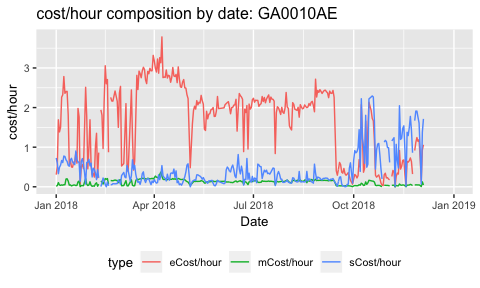 cost/hour composition by date: GA0010AE
cost/hour
3
2
1
0
Jan 2018 Apr 2018 Jul 2018 Oct 2018 Jan 2019
Date
type eCost/hour mCost/hour sCost/hour